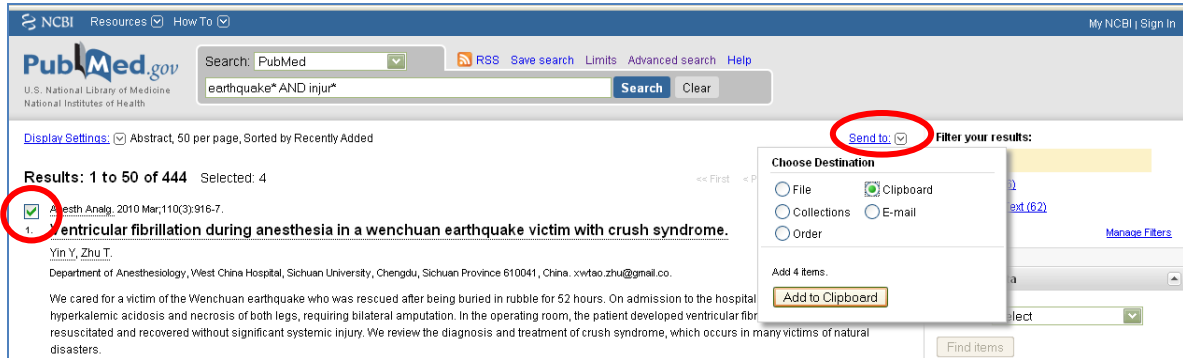 NCBI Resources How To My NCBI | Sign In
PubMed.gov
U.S. National Library of Medicine
National Institutes of Health
Search: PubMed
RSS Save search Limits Advanced search Help
earthquake* AND injur*
Search Clear
Display Settings: Abstract, 50 per page, Sorted by Recently Added
Send to:
Filter your results:
Results: 1 to 50 of 444 Selected: 4
<< First < P
Choose Destination
File Clipboard
Collections E-mail
Order
Add 4 items.
Add to Clipboard
ext (62)
Manage Filters
a
elect
Find items
Anesth Analg. 2010 Mar;110(3):916-7.
1. Ventricular fibrillation during anesthesia in a wenchuan earthquake victim with crush syndrome.
Yin Y, Zhu T.
Department of Anesthesiology, West China Hospital, Sichuan University, Chengdu, Sichuan Province 610041, China. xwtao.zhu@gmail.co.
We cared for a victim of the Wenchuan earthquake who was rescued after being buried in rubble for 52 hours. On admission to the hospital
hyperkalemic acidosis and necrosis of both legs, requiring bilateral amputation. In the operating room, the patient developed ventricular fibr
resuscitated and recovered without significant systemic injury. We review the diagnosis and treatment of crush syndrome, which occurs in many victims of natural
disasters.